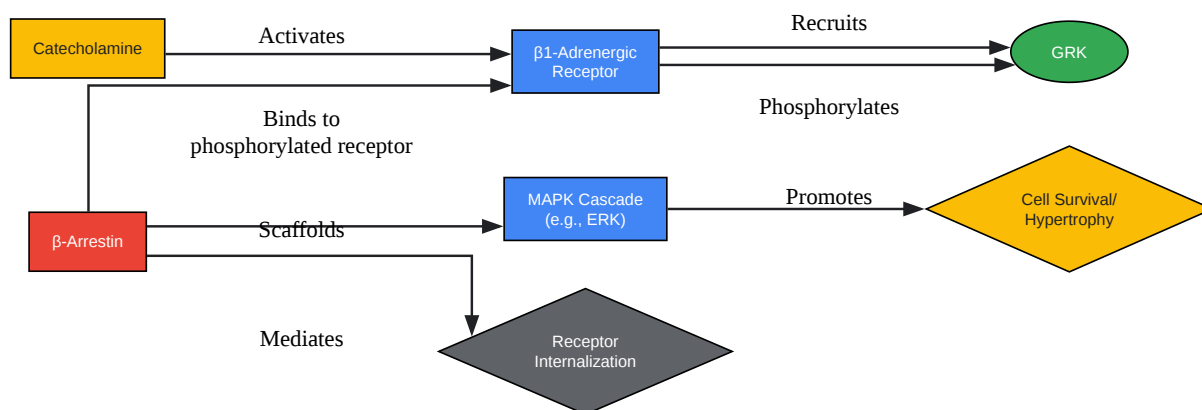 Catecholamine
Activates
β1-Adrenergic
Receptor
Recruits
GRK
Phosphorylates
Binds to
phosphorylated receptor
β-Arrestin
Scaffolds
MAPK Cascade
(e.g., ERK)
Promotes
Cell Survival/
Hypertrophy
Mediates
Receptor
Internalization